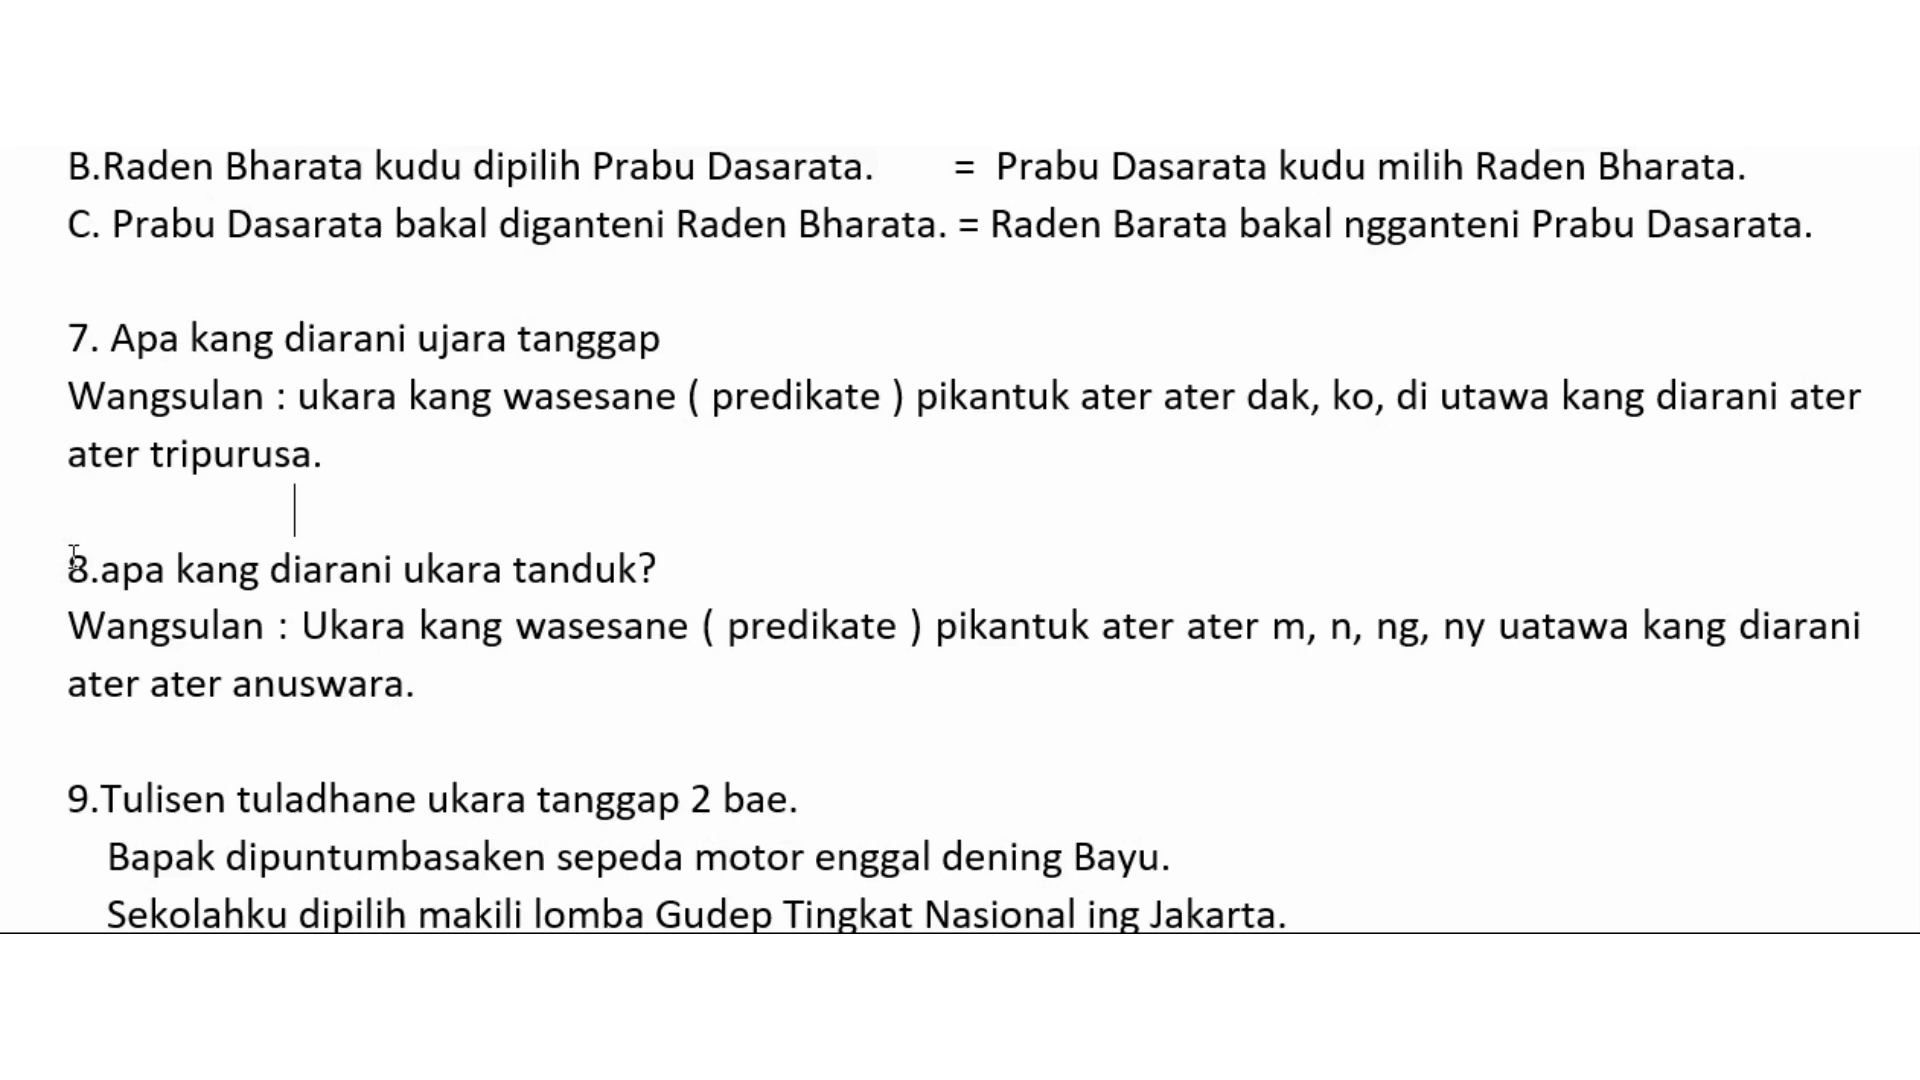 B.Raden Bharata kudu dipilih Prabu Dasarata. = Prabu Dasarata kudu milih Raden Bharata.
C. Prabu Dasarata bakal diganteni Raden Bharata. = Raden Barata bakal ngganteni Prabu Dasarata.
7. Apa kang diarani ujara tanggap
Wangsulan : ukara kang wasesane ( predikate ) pikantuk ater ater dak, ko, di utawa kang diarani ater
ater tripurusa.
8.apa kang diarani ukara tanduk?
Wangsulan : Ukara kang wasesane ( predikate ) pikantuk ater ater m, n, ng, ny uatawa kang diarani
ater ater anuswara.
9.Tulisen tuladhane ukara tanggap 2 bae.
Bapak dipuntumbasaken sepeda motor enggal dening Bayu.
Sekolahku dipilih makili lomba Gudep Tingkat Nasional ing Jakarta.